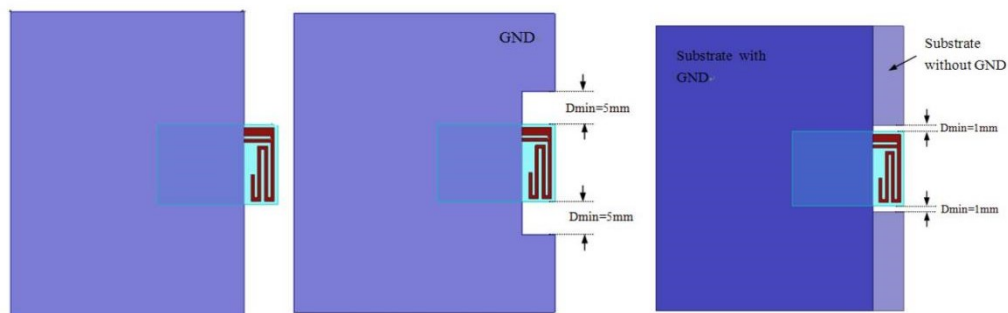 GND
Dmin=5mm
Dmin=5mm
Substrate with
GND
Substrate
without GND
Dmin=1mm
Dmin=1mm